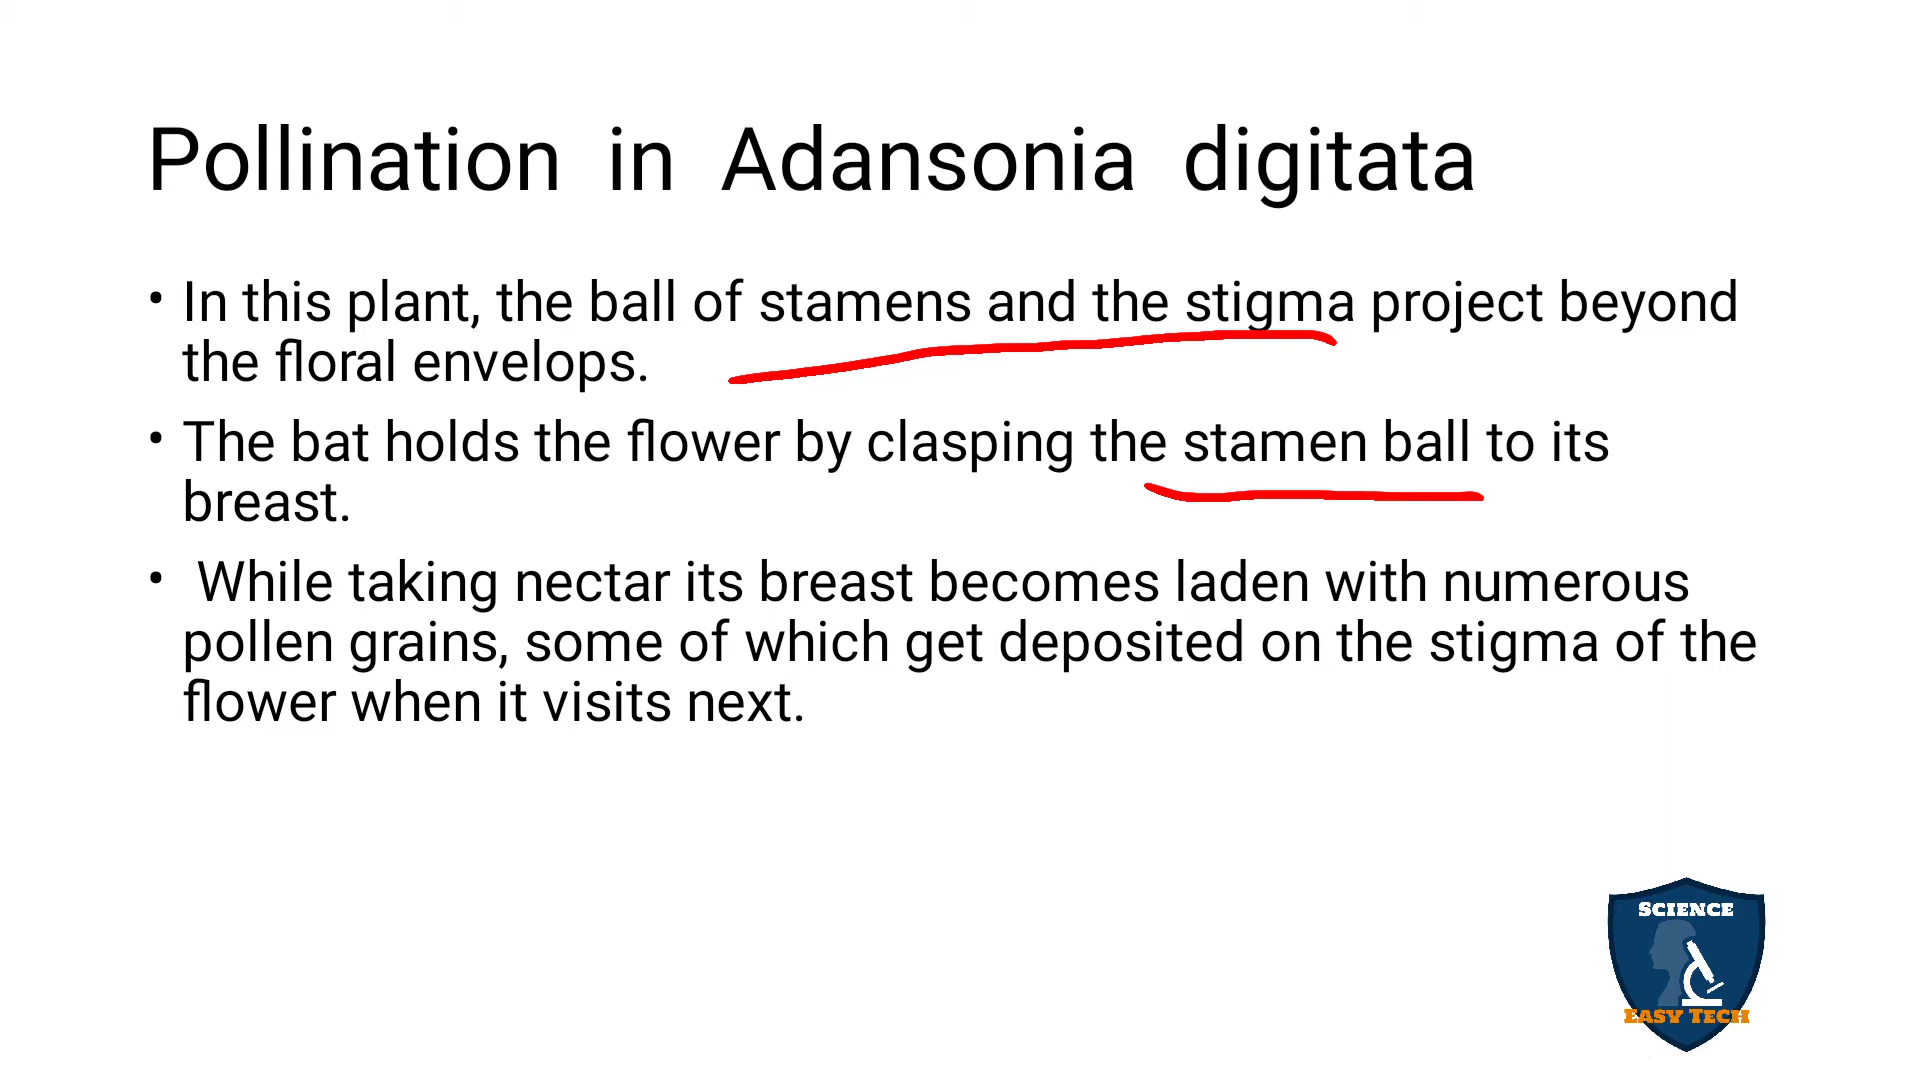 Pollination in Adansonia digitata
• In this plant, the ball of stamens and the stigma project beyond
the floral envelops.
• The bat holds the flower by clasping the stamen ball to its
breast.
• While taking nectar its breast becomes laden with numerous
pollen grains, some of which get deposited on the stigma of the
flower when it visits next.
SCIENCE
EASY TECH